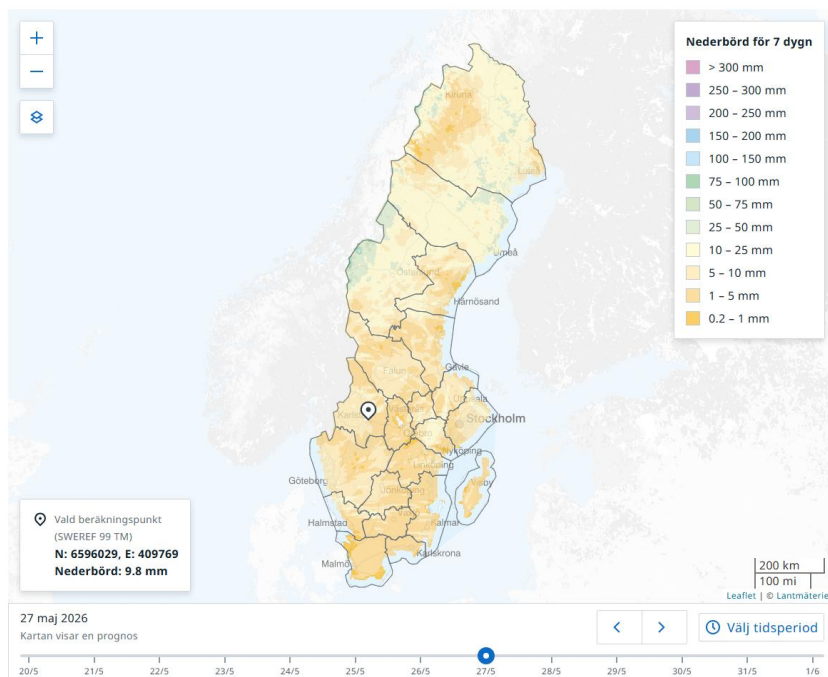 +
−
Nederbörd för 7 dygn
> 300 mm
250 – 300 mm
200 – 250 mm
150 – 200 mm
100 – 150 mm
75 – 100 mm
50 – 75 mm
25 – 50 mm
10 – 25 mm
5 – 10 mm
1 – 5 mm
0.2 – 1 mm
Kiruna
Luleå
Umeå
Östersund
Härnösand
Falun
Gävle
Uppsala
Västerås
Stockholm
Örebro
Nyköping
Linköping
Göteborg
Jönköping
Visby
Halmstad
Kalmar
Karlskrona
Malmö
Vald beräkningspunkt
(SWEREF 99 TM)
N: 6596029, E: 409769
Nederbörd: 9.8 mm
200 km
100 mi
Leaflet | © Lantmäterie
27 maj 2026
Kartan visar en prognos
Välj tidsperiod
20/5 21/5 22/5 23/5 24/5 25/5 26/5 27/5 28/5 29/5 30/5 31/5 1/6